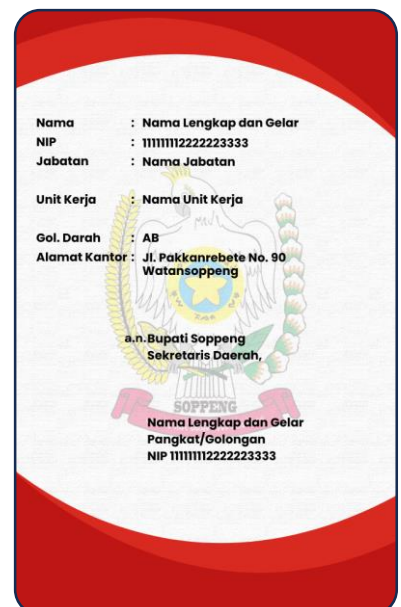 Nama : Nama Lengkap dan Gelar
NIP : 111111112222223333
Jabatan : Nama Jabatan
Unit Kerja : Nama Unit Kerja
Gol. Darah : AB
Alamat Kantor : Jl. Pakkanrebete No. 90
Watansoppeng
a.n.Bupati Soppeng
Sekretaris Daerah,
SOPPENG
Nama Lengkap dan Gelar
Pangkat/Golongan
NIP 111111112222223333